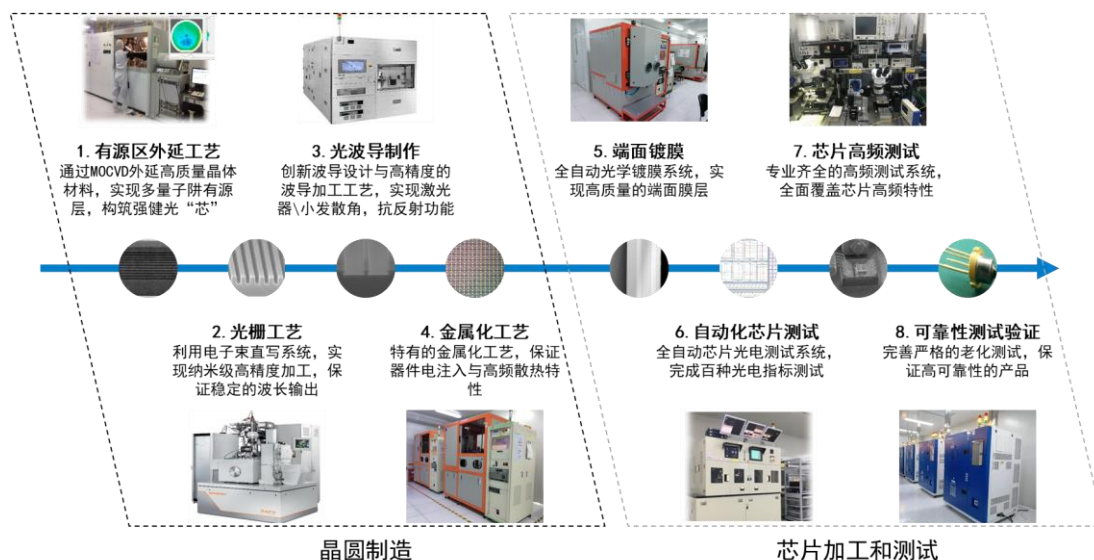 1. 有源区外延工艺
通过MOCVD外延高质量晶体
材料，实现多量子阱有源
层，构筑强健光“芯”
3. 光波导制作
创新波导设计与高精度的
波导加工工艺，实现激光
器\小发散角，抗反射功能
5. 端面镀膜
全自动光学镀膜系统，实
现高质量的端面膜层
7. 芯片高频测试
专业齐全的高频测试系统，
全面覆盖芯片高频特性
2. 光栅工艺
利用电子束直写系统，实
现纳米级高精度加工，保
证稳定的波长输出
4. 金属化工艺
特有的金属化工艺，保证
器件电注入与高频散热特
性
6. 自动化芯片测试
全自动芯片光电测试系统，
完成百种光电指标测试
8. 可靠性测试验证
完善严格的老化测试，保
证高可靠性的产品
晶圆制造
芯片加工和测试